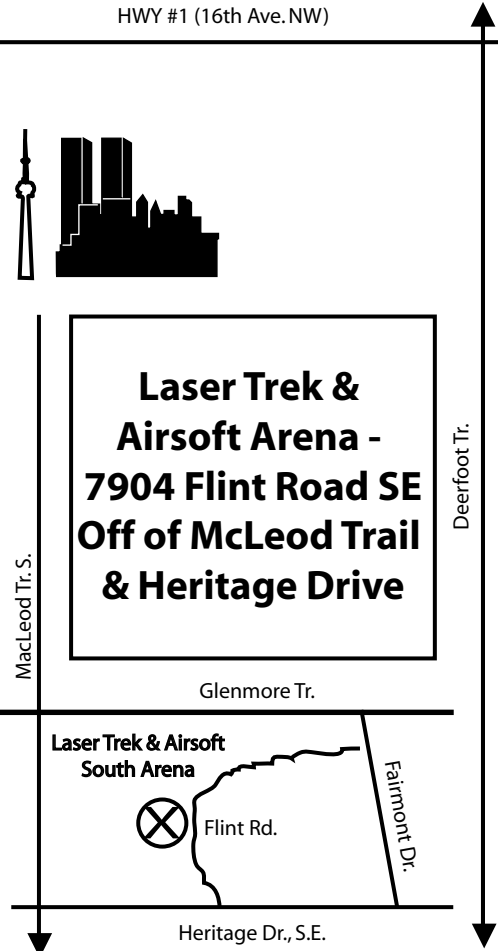 HWY #1 (16th Ave. NW)
Laser Trek &
Airsoft Arena -
7904 Flint Road SE
Off of McLeod Trail
& Heritage Drive
Deerfoot Tr.
MacLeod Tr. S.
Glenmore Tr.
Laser Trek & Airsoft
South Arena
X
Flint Rd.
Fairmont Dr.
Heritage Dr., S.E.